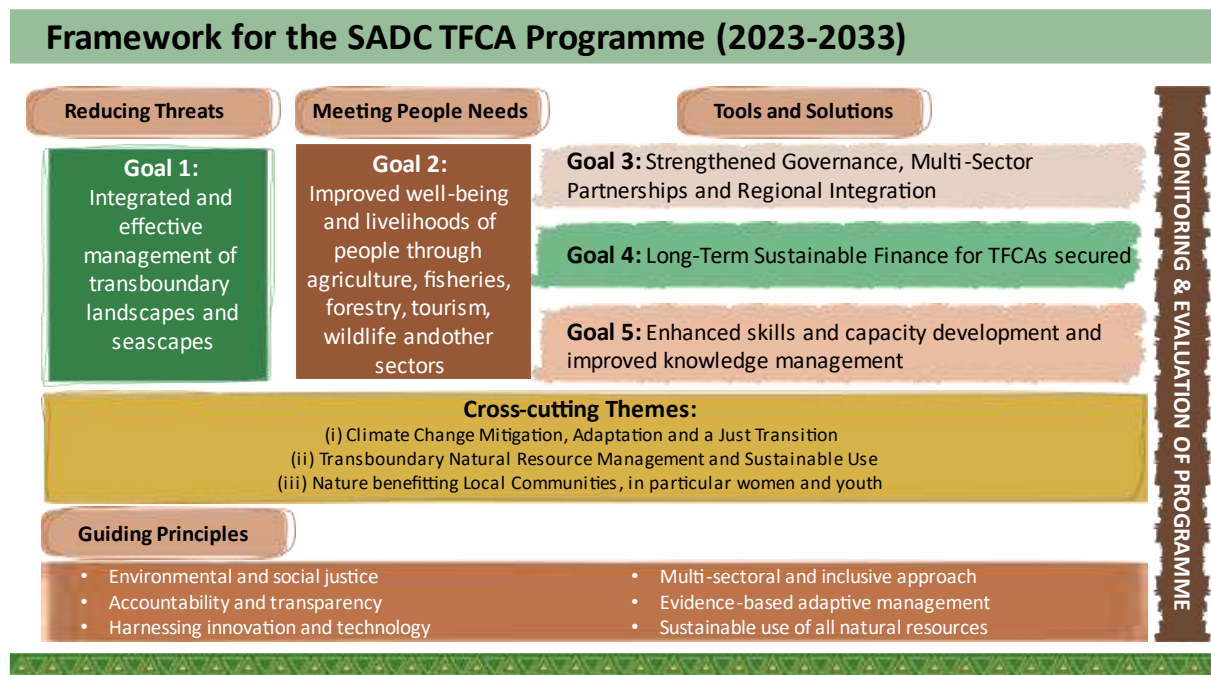 Framework for the SADC TFCA Programme (2023-2033)
Reducing Threats
Meeting People Needs
Tools and Solutions
Goal 1:
Integrated and
effective
management of
transboundary
landscapes and
seascapes
Goal 2:
Improved well-being
and livelihoods of
people through
agriculture, fisheries,
forestry, tourism,
wildlife andother
sectors
Goal 3: Strengthened Governance, Multi-Sector
Partnerships and Regional Integration
Goal 4: Long-Term Sustainable Finance for TFCAs secured
Goal 5: Enhanced skills and capacity development and
improved knowledge management
Cross-cutting Themes:
(i) Climate Change Mitigation, Adaptation and a Just Transition
(ii) Transboundary Natural Resource Management and Sustainable Use
(iii) Nature benefitting Local Communities, in particular women and youth
Guiding Principles
• Environmental and social justice
• Accountability and transparency
• Harnessing innovation and technology
• Multi-sectoral and inclusive approach
• Evidence-based adaptive management
• Sustainable use of all natural resources
MONITORING & EVALUATION OF PROGRAMME